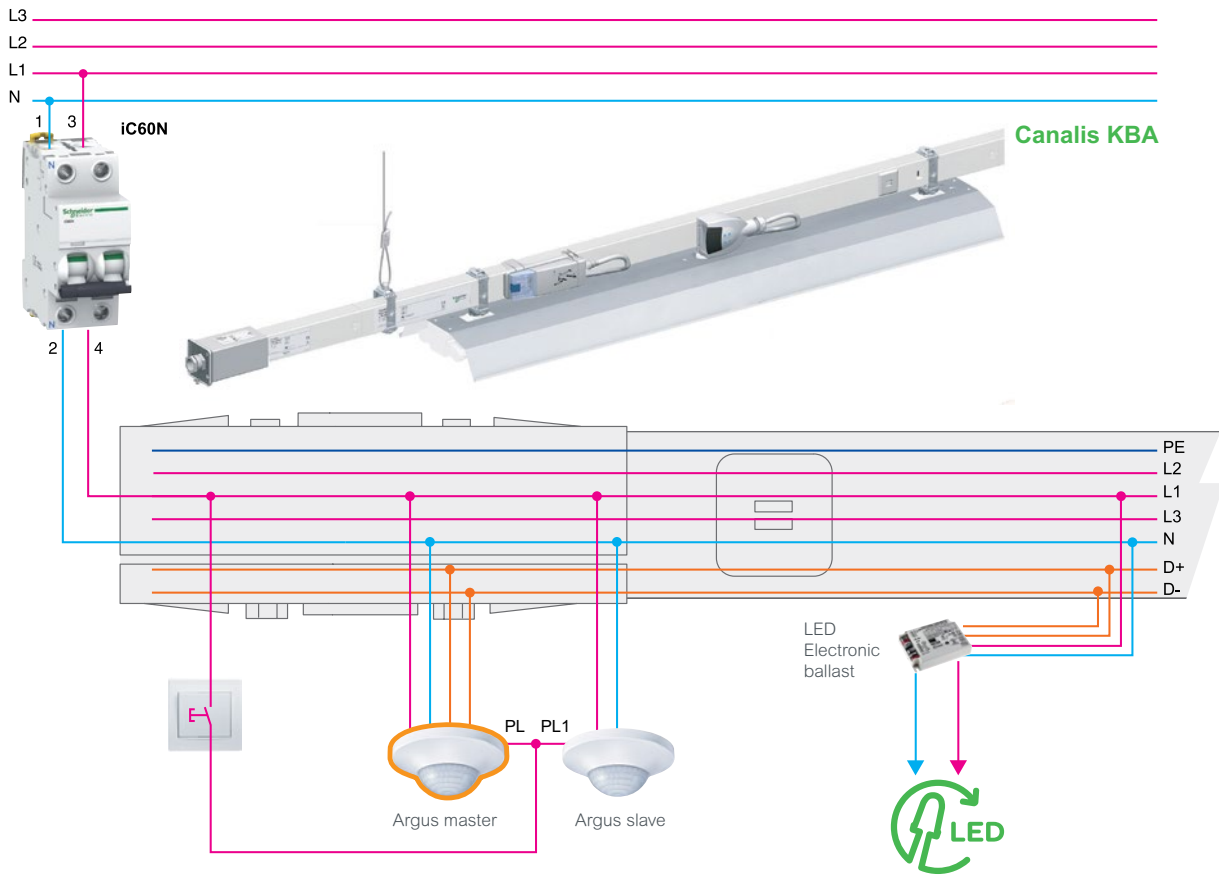 L3
L2
L1
N
1
3
iC60N
Canalis KBA
N
Schneider
N
2
4
PE
L2
L1
L3
N
D+
D-
LED
Electronic
ballast
PL
PL1
Argus master
Argus slave
LED